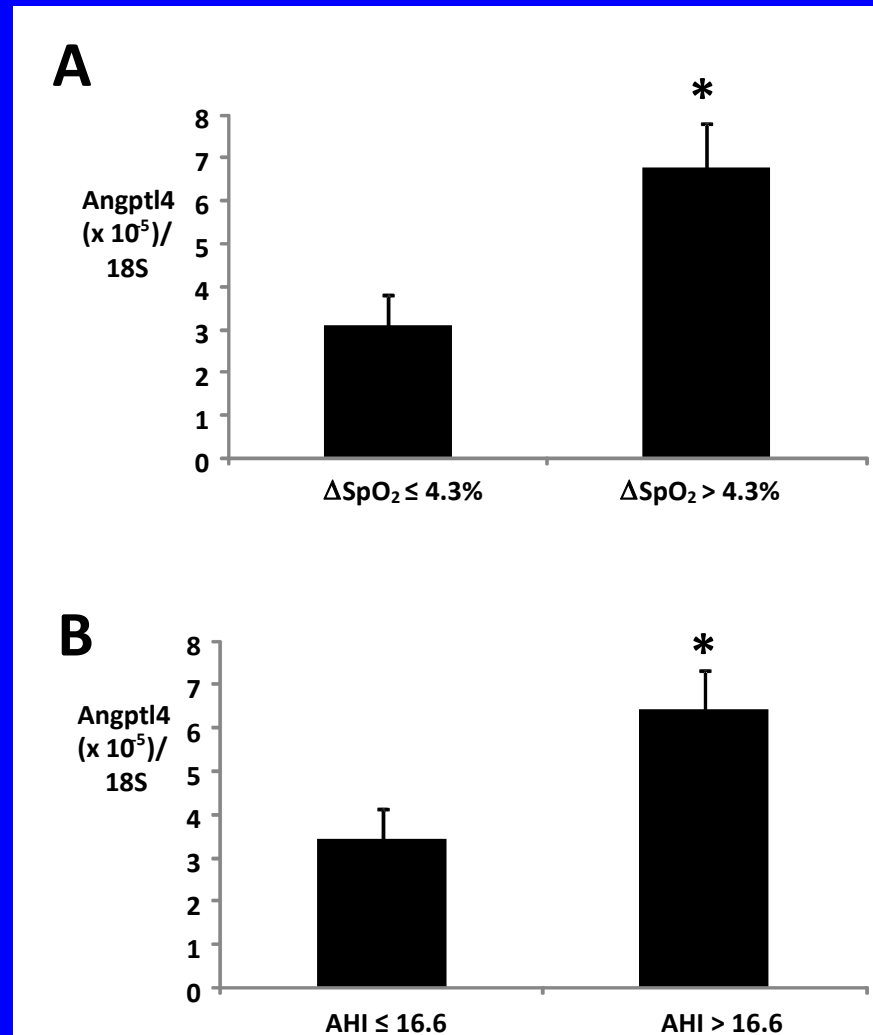 A
*
8
7
6
5
4
3
2
1
0
Angptl4
(x 10⁻⁵)/
18S
ΔSpO₂ ≤ 4.3%
ΔSpO₂ > 4.3%
B
*
8
7
6
5
4
3
2
1
0
Angptl4
(x 10⁻⁵)/
18S
AHI ≤ 16.6
AHI > 16.6